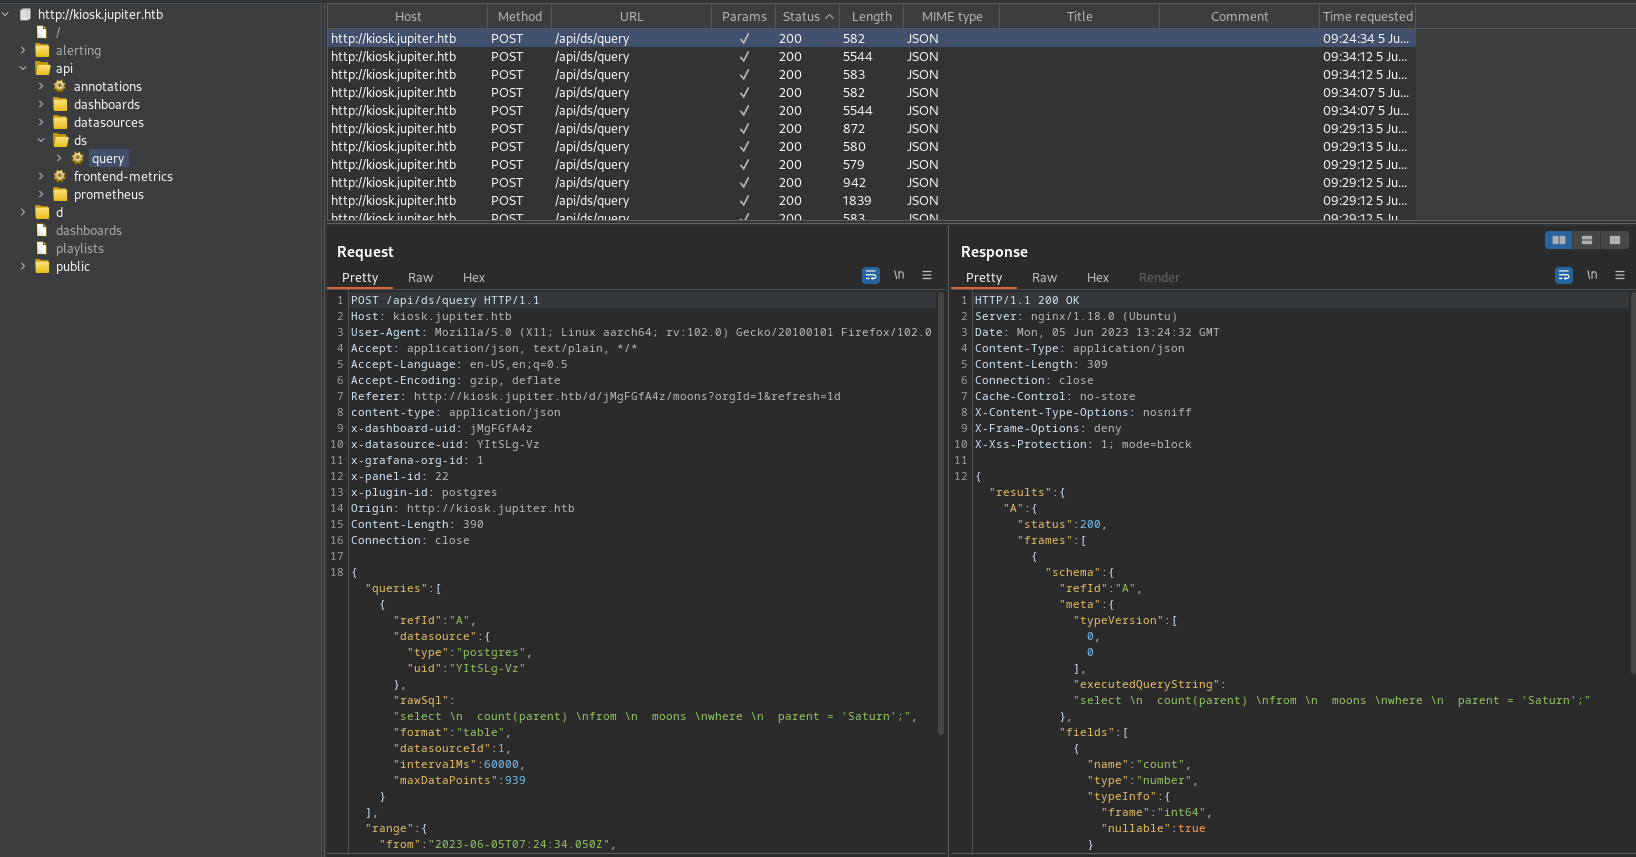 http://kiosk.jupiter.htb
/
alerting
api
annotations
dashboards
datasources
ds
query
frontend-metrics
prometheus
d
dashboards
playlists
public
Host Method URL Params Status Length MIME type Title Comment Time requested
http://kiosk.jupiter.htb POST /api/ds/query ✓ 200 582 JSON 09:24:34 5 Ju...
http://kiosk.jupiter.htb POST /api/ds/query ✓ 200 5544 JSON 09:34:12 5 Ju...
http://kiosk.jupiter.htb POST /api/ds/query ✓ 200 583 JSON 09:34:12 5 Ju...
http://kiosk.jupiter.htb POST /api/ds/query ✓ 200 582 JSON 09:34:07 5 Ju...
http://kiosk.jupiter.htb POST /api/ds/query ✓ 200 5544 JSON 09:34:07 5 Ju...
http://kiosk.jupiter.htb POST /api/ds/query ✓ 200 872 JSON 09:29:13 5 Ju...
http://kiosk.jupiter.htb POST /api/ds/query ✓ 200 580 JSON 09:29:13 5 Ju...
http://kiosk.jupiter.htb POST /api/ds/query ✓ 200 579 JSON 09:29:12 5 Ju...
http://kiosk.jupiter.htb POST /api/ds/query ✓ 200 942 JSON 09:29:12 5 Ju...
http://kiosk.jupiter.htb POST /api/ds/query ✓ 200 1839 JSON 09:29:12 5 Ju...
http://kiosk.jupiter.htb POST /api/ds/query ✓ 200 583 JSON 09:29:12 5 Ju...
Request
Pretty Raw Hex \n
1 POST /api/ds/query HTTP/1.1
2 Host: kiosk.jupiter.htb
3 User-Agent: Mozilla/5.0 (X11; Linux aarch64; rv:102.0) Gecko/20100101 Firefox/102.0
4 Accept: application/json, text/plain, */*
5 Accept-Language: en-US,en;q=0.5
6 Accept-Encoding: gzip, deflate
7 Referer: http://kiosk.jupiter.htb/d/jMgFGfA4z/moons?orgId=1&refresh=1d
8 content-type: application/json
9 x-dashboard-uid: jMgFGfA4z
10 x-datasource-uid: YItSLg-Vz
11 x-grafana-org-id: 1
12 x-panel-id: 22
13 x-plugin-id: postgres
14 Origin: http://kiosk.jupiter.htb
15 Content-Length: 390
16 Connection: close
17
18 {
"queries":[
{
"refId":"A",
"datasource":{
"type":"postgres",
"uid":"YItSLg-Vz"
},
"rawSql":
"select \n  count(parent) \nfrom \n  moons \nwhere \n  parent = 'Saturn';",
"format":"table",
"datasourceId":1,
"intervalMs":60000,
"maxDataPoints":939
}
],
"range":{
"from":"2023-06-05T07:24:34.050Z",
Response
Pretty Raw Hex Render \n
1 HTTP/1.1 200 OK
2 Server: nginx/1.18.0 (Ubuntu)
3 Date: Mon, 05 Jun 2023 13:24:32 GMT
4 Content-Type: application/json
5 Content-Length: 309
6 Connection: close
7 Cache-Control: no-store
8 X-Content-Type-Options: nosniff
9 X-Frame-Options: deny
10 X-Xss-Protection: 1; mode=block
11
12 {
"results":{
"A":{
"status":200,
"frames":[
{
"schema":{
"refId":"A",
"meta":{
"typeVersion":[
0,
0
],
"executedQueryString":
"select \n  count(parent) \nfrom \n  moons \nwhere \n  parent = 'Saturn';"
},
"fields":[
{
"name":"count",
"type":"number",
"typeInfo":{
"frame":"int64",
"nullable":true
}